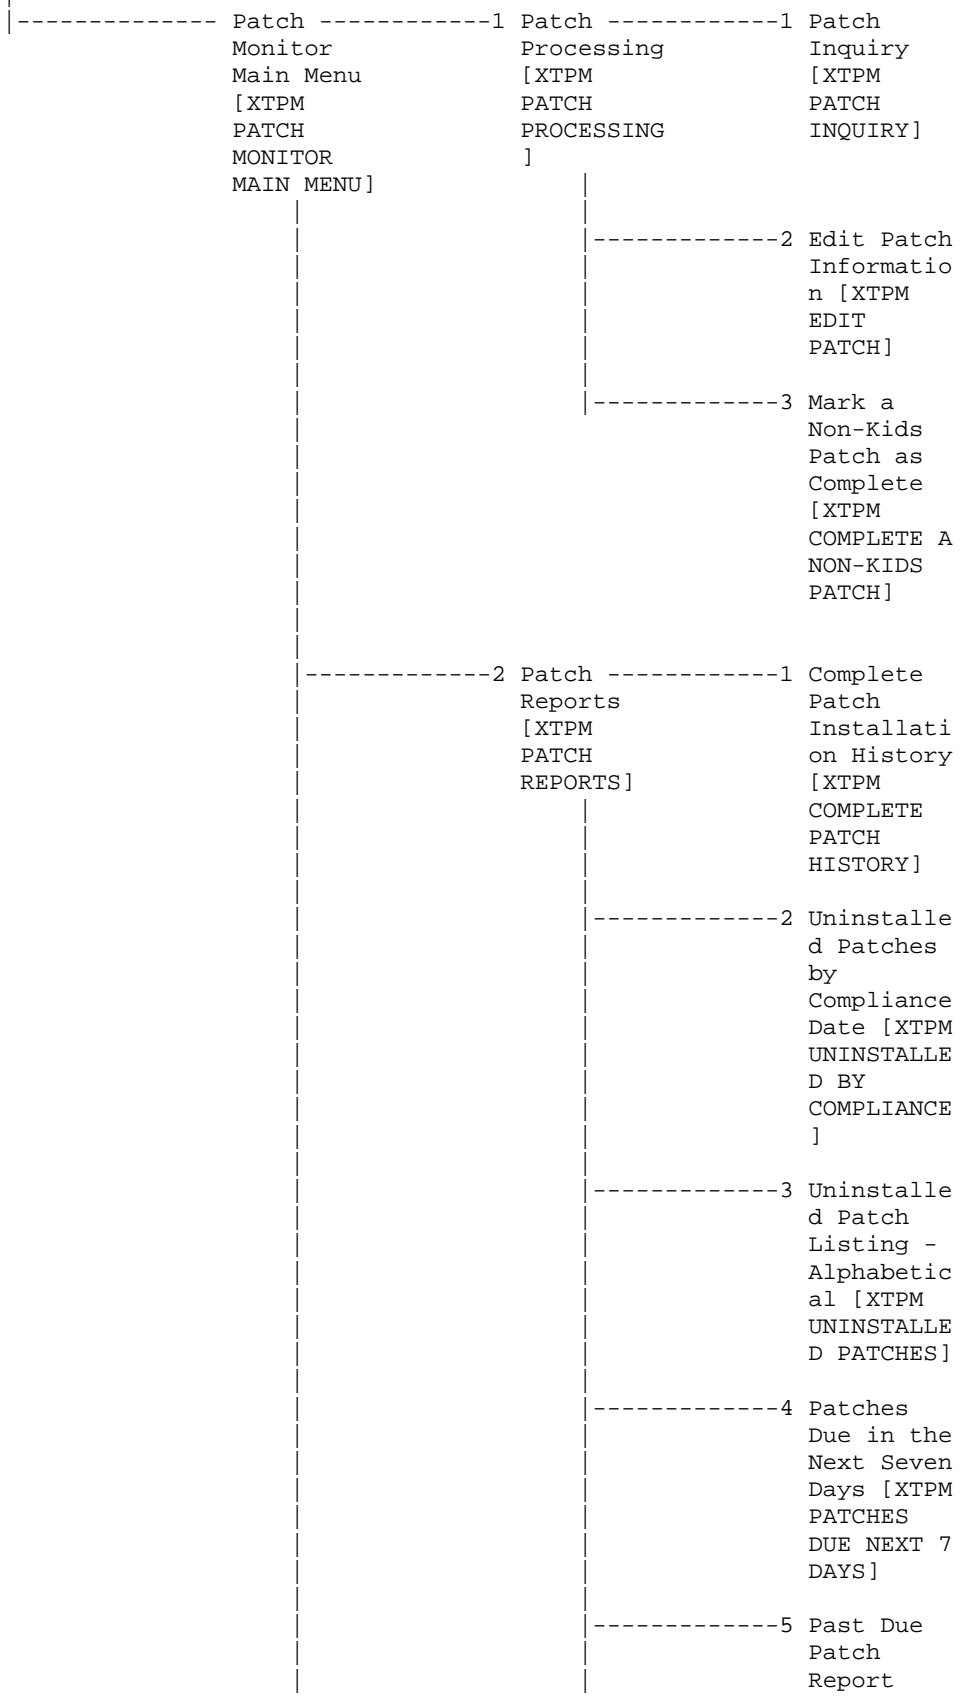 |
|-------------- Patch ------------1 Patch ------------1 Patch
                Monitor             Processing          Inquiry
                Main Menu           [XTPM               [XTPM
                [XTPM               PATCH               PATCH
                PATCH               PROCESSING          INQUIRY]
                MONITOR             ]
                MAIN MENU]              |
                    |                   |
                    |                   |-------------2 Edit Patch
                    |                   |               Informatio
                    |                   |               n [XTPM
                    |                   |               EDIT
                    |                   |               PATCH]
                    |                   |
                    |                   |-------------3 Mark a
                    |                                   Non-Kids
                    |                                   Patch as
                    |                                   Complete
                    |                                   [XTPM
                    |                                   COMPLETE A
                    |                                   NON-KIDS
                    |                                   PATCH]
                    |
                    |
                    |-------------2 Patch ------------1 Complete
                    |               Reports             Patch
                    |               [XTPM               Installati
                    |               PATCH               on History
                    |               REPORTS]            [XTPM
                    |                   |               COMPLETE
                    |                   |               PATCH
                    |                   |               HISTORY]
                    |                   |
                    |                   |-------------2 Uninstalle
                    |                   |               d Patches
                    |                   |               by
                    |                   |               Compliance
                    |                   |               Date [XTPM
                    |                   |               UNINSTALLE
                    |                   |               D BY
                    |                   |               COMPLIANCE
                    |                   |               ]
                    |                   |
                    |                   |-------------3 Uninstalle
                    |                   |               d Patch
                    |                   |               Listing -
                    |                   |               Alphabetic
                    |                   |               al [XTPM
                    |                   |               UNINSTALLE
                    |                   |               D PATCHES]
                    |                   |
                    |                   |-------------4 Patches
                    |                   |               Due in the
                    |                   |               Next Seven
                    |                   |               Days [XTPM
                    |                   |               PATCHES
                    |                   |               DUE NEXT 7
                    |                   |               DAYS]
                    |                   |
                    |                   |-------------5 Past Due
                    |                   |               Patch
                    |                   |               Report